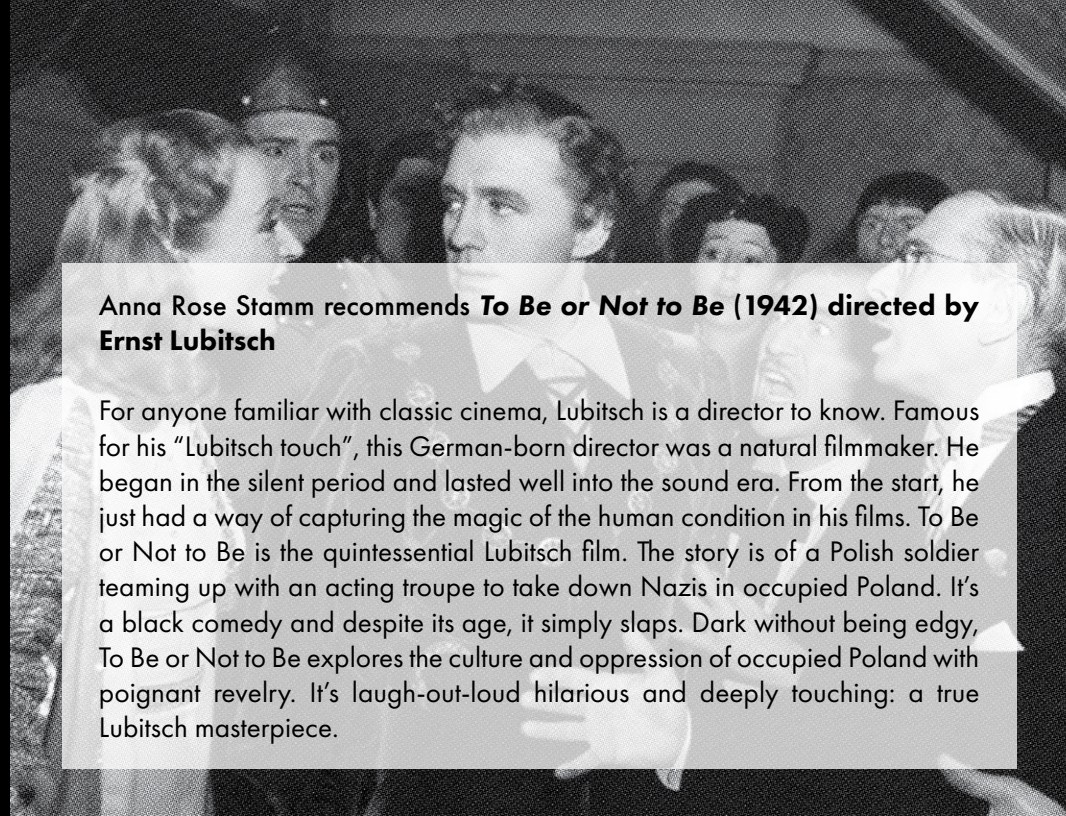 Anna Rose Stamm recommends To Be or Not to Be (1942) directed by
Ernst Lubitsch
For anyone familiar with classic cinema, Lubitsch is a director to know. Famous
for his “Lubitsch touch”, this German-born director was a natural filmmaker. He
began in the silent period and lasted well into the sound era. From the start, he
just had a way of capturing the magic of the human condition in his films. To Be
or Not to Be is the quintessential Lubitsch film. The story is of a Polish soldier
teaming up with an acting troupe to take down Nazis in occupied Poland. It’s
a black comedy and despite its age, it simply slaps. Dark without being edgy,
To Be or Not to Be explores the culture and oppression of occupied Poland with
poignant revelry. It’s laugh-out-loud hilarious and deeply touching: a true
Lubitsch masterpiece.